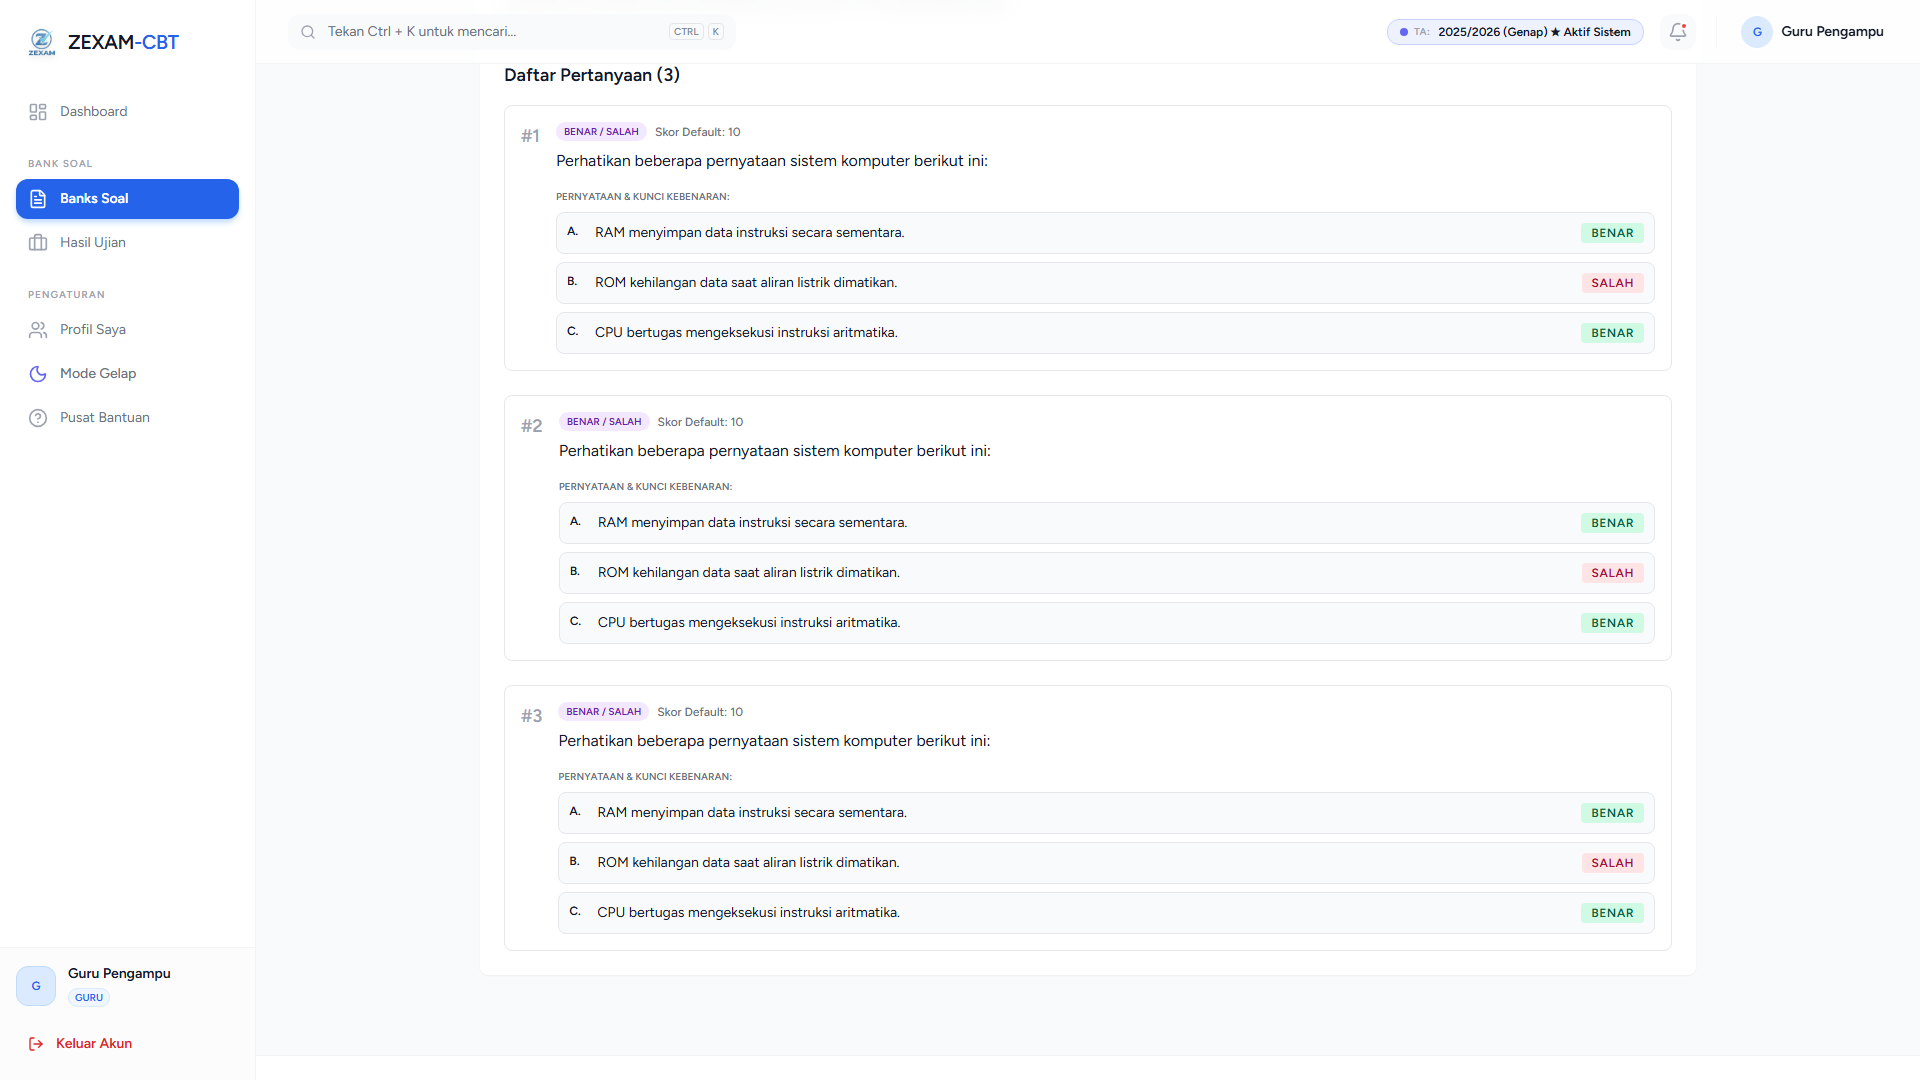 ZEXAM
ZEXAM-CBT
Tekan Ctrl + K untuk mencari...
CTRL
K
TA: 2025/2026 (Genap) ★ Aktif Sistem
G
Guru Pengampu
Dashboard
BANK SOAL
Banks Soal
Hasil Ujian
PENGATURAN
Profil Saya
Mode Gelap
Pusat Bantuan
Daftar Pertanyaan (3)
#1
BENAR / SALAH
Skor Default: 10
Perhatikan beberapa pernyataan sistem komputer berikut ini:
PERNYATAAN & KUNCI KEBENARAN:
A. RAM menyimpan data instruksi secara sementara. BENAR
B. ROM kehilangan data saat aliran listrik dimatikan. SALAH
C. CPU bertugas mengeksekusi instruksi aritmatika. BENAR
#2
BENAR / SALAH
Skor Default: 10
Perhatikan beberapa pernyataan sistem komputer berikut ini:
PERNYATAAN & KUNCI KEBENARAN:
A. RAM menyimpan data instruksi secara sementara. BENAR
B. ROM kehilangan data saat aliran listrik dimatikan. SALAH
C. CPU bertugas mengeksekusi instruksi aritmatika. BENAR
#3
BENAR / SALAH
Skor Default: 10
Perhatikan beberapa pernyataan sistem komputer berikut ini:
PERNYATAAN & KUNCI KEBENARAN:
A. RAM menyimpan data instruksi secara sementara. BENAR
B. ROM kehilangan data saat aliran listrik dimatikan. SALAH
C. CPU bertugas mengeksekusi instruksi aritmatika. BENAR
G
Guru Pengampu
GURU
Keluar Akun